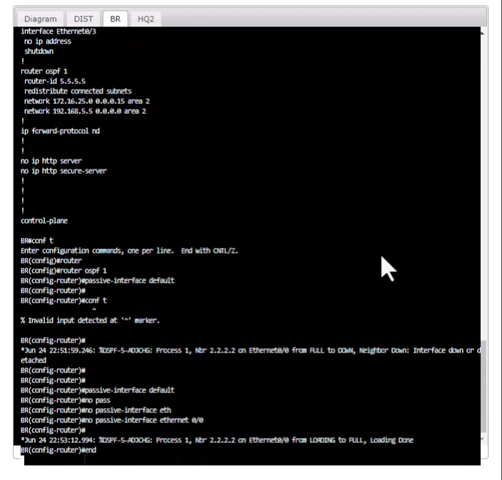 Diagram DIST BR HQ2
interface Ethernet0/3
no ip address
shutdown
!
router ospf 1
router-id 5.5.5.5
redistribute connected subnets
network 172.16.25.0 0.0.0.15 area 2
network 192.168.5.5 0.0.0.0 area 2
!
ip forward-protocol nd
!
!
no ip http server
no ip http secure-server
!
!
!
!
control-plane
BR#conf t
Enter configuration commands, one per line. End with CNTL/Z.
BR(config)#router
BR(config)#router ospf 1
BR(config-router)#passive-interface default
BR(config-router)#
BR(config-router)#conf t
^
% Invalid input detected at '^' marker.
BR(config-router)#
*Jun 24 22:51:59.246: %OSPF-5-ADJCHG: Process 1, Nbr 2.2.2.2 on Ethernet0/0 from FULL to DOWN, Neighbor Down: Interface down or d
etached
BR(config-router)#
BR(config-router)#
BR(config-router)#passive-interface default
BR(config-router)#no pass
BR(config-router)#no passive-interface eth
BR(config-router)#no passive-interface ethernet 0/0
BR(config-router)#
*Jun 24 22:53:12.994: %OSPF-5-ADJCHG: Process 1, Nbr 2.2.2.2 on Ethernet0/0 from LOADING to FULL, Loading Done
BR(config-router)#end